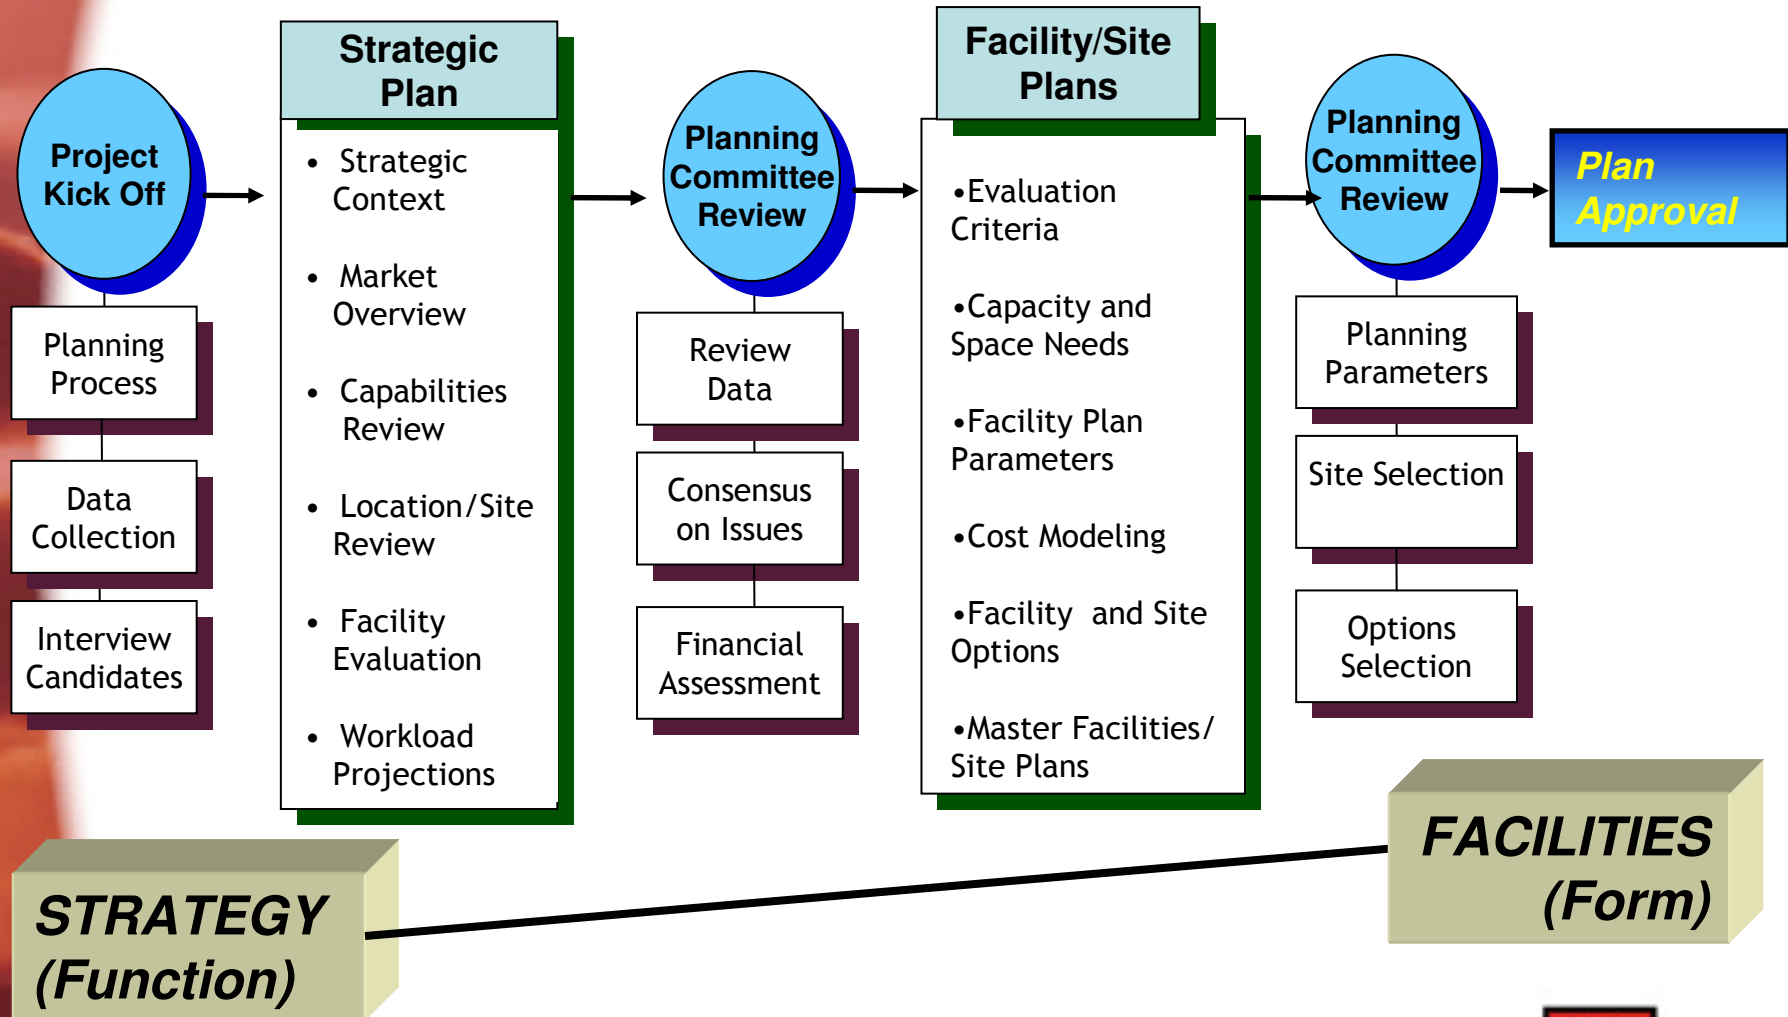 Project
Kick Off
Planning
Process
Data
Collection
Interview
Candidates
Strategic
Plan
• Strategic
Context
• Market
Overview
• Capabilities
Review
• Location/Site
Review
• Facility
Evaluation
• Workload
Projections
Planning
Committee
Review
Review
Data
Consensus
on Issues
Financial
Assessment
Facility/Site
Plans
•Evaluation
Criteria
•Capacity and
Space Needs
•Facility Plan
Parameters
•Cost Modeling
•Facility and Site
Options
•Master Facilities/
Site Plans
Planning
Committee
Review
Planning
Parameters
Site Selection
Options
Selection
Plan
Approval
STRATEGY
(Function)
FACILITIES
(Form)